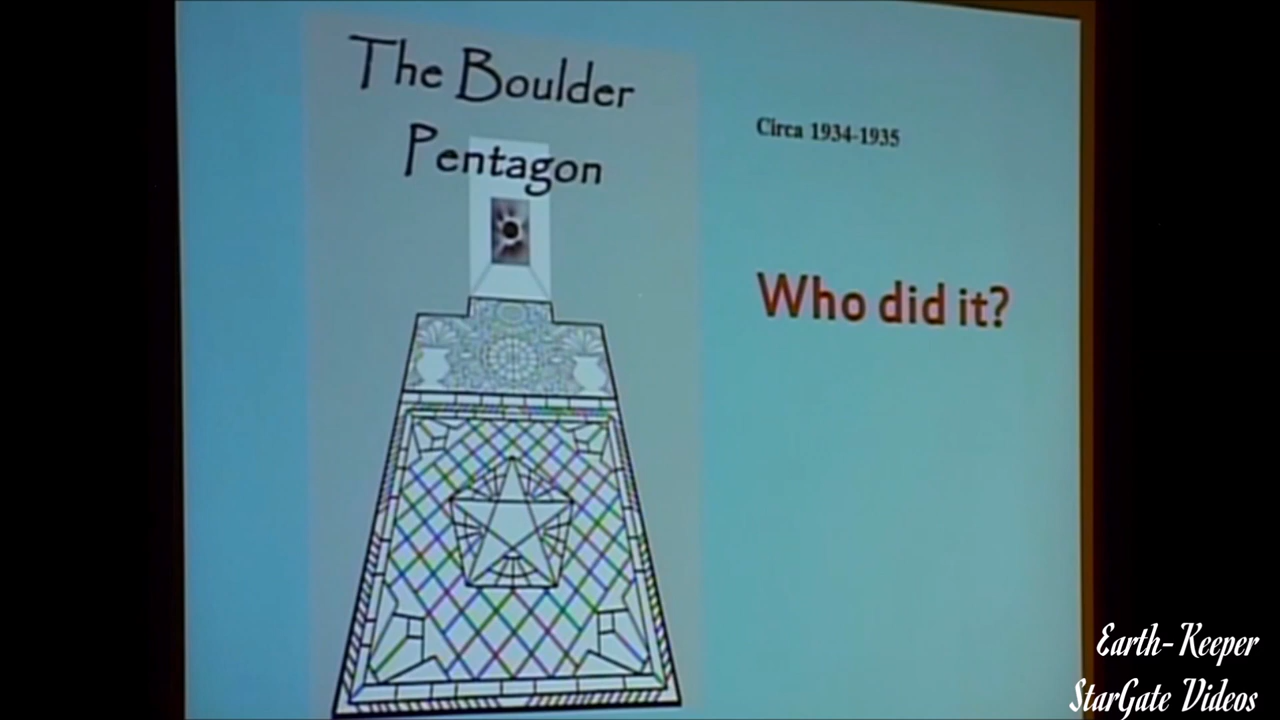 The Boulder
Pentagon
Circa 1934-1935
Who did it?
Earth-Keeper
StarGate Videos